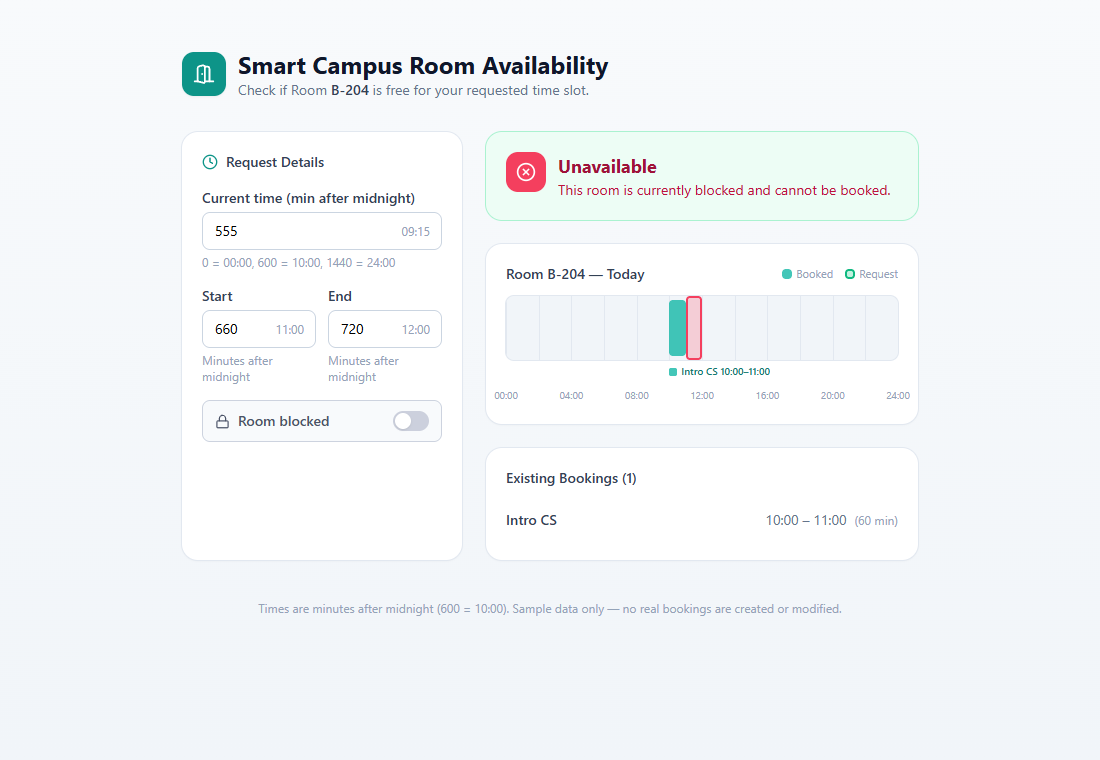 Smart Campus Room Availability
Check if Room B-204 is free for your requested time slot.
Request Details
Current time (min after midnight)
555 09:15
0 = 00:00, 600 = 10:00, 1440 = 24:00
Start End
660 11:00 720 12:00
Minutes after Minutes after
midnight midnight
Room blocked
Unavailable
This room is currently blocked and cannot be booked.
Room B-204 — Today Booked Request
Intro CS 10:00–11:00
00:00 04:00 08:00 12:00 16:00 20:00 24:00
Existing Bookings (1)
Intro CS 10:00 – 11:00 (60 min)
Times are minutes after midnight (600 = 10:00). Sample data only — no real bookings are created or modified.